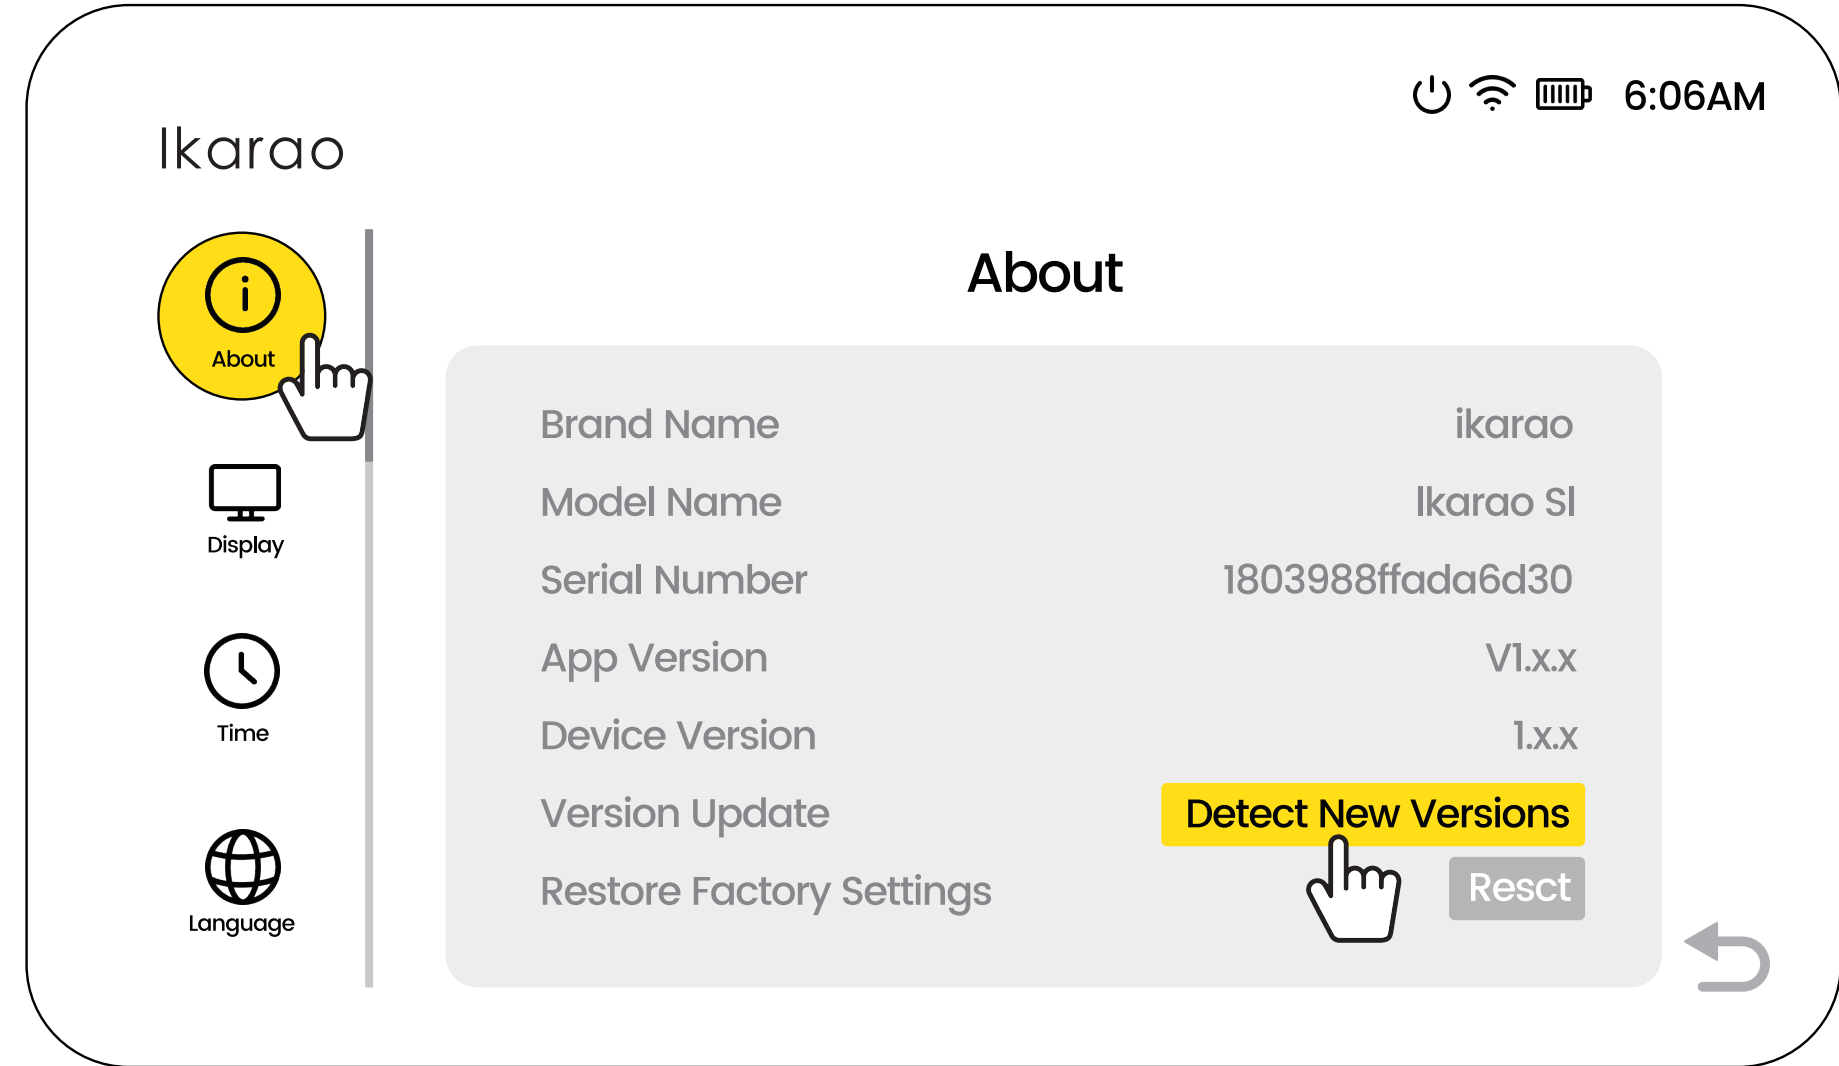 6:06AM
Ikarao
About
Display
Time
Language
About
Brand Name ikarao
Model Name Ikarao Sl
Serial Number 1803988ffada6d30
App Version V1.x.x
Device Version 1.x.x
Version Update Detect New Versions
Restore Factory Settings Resct